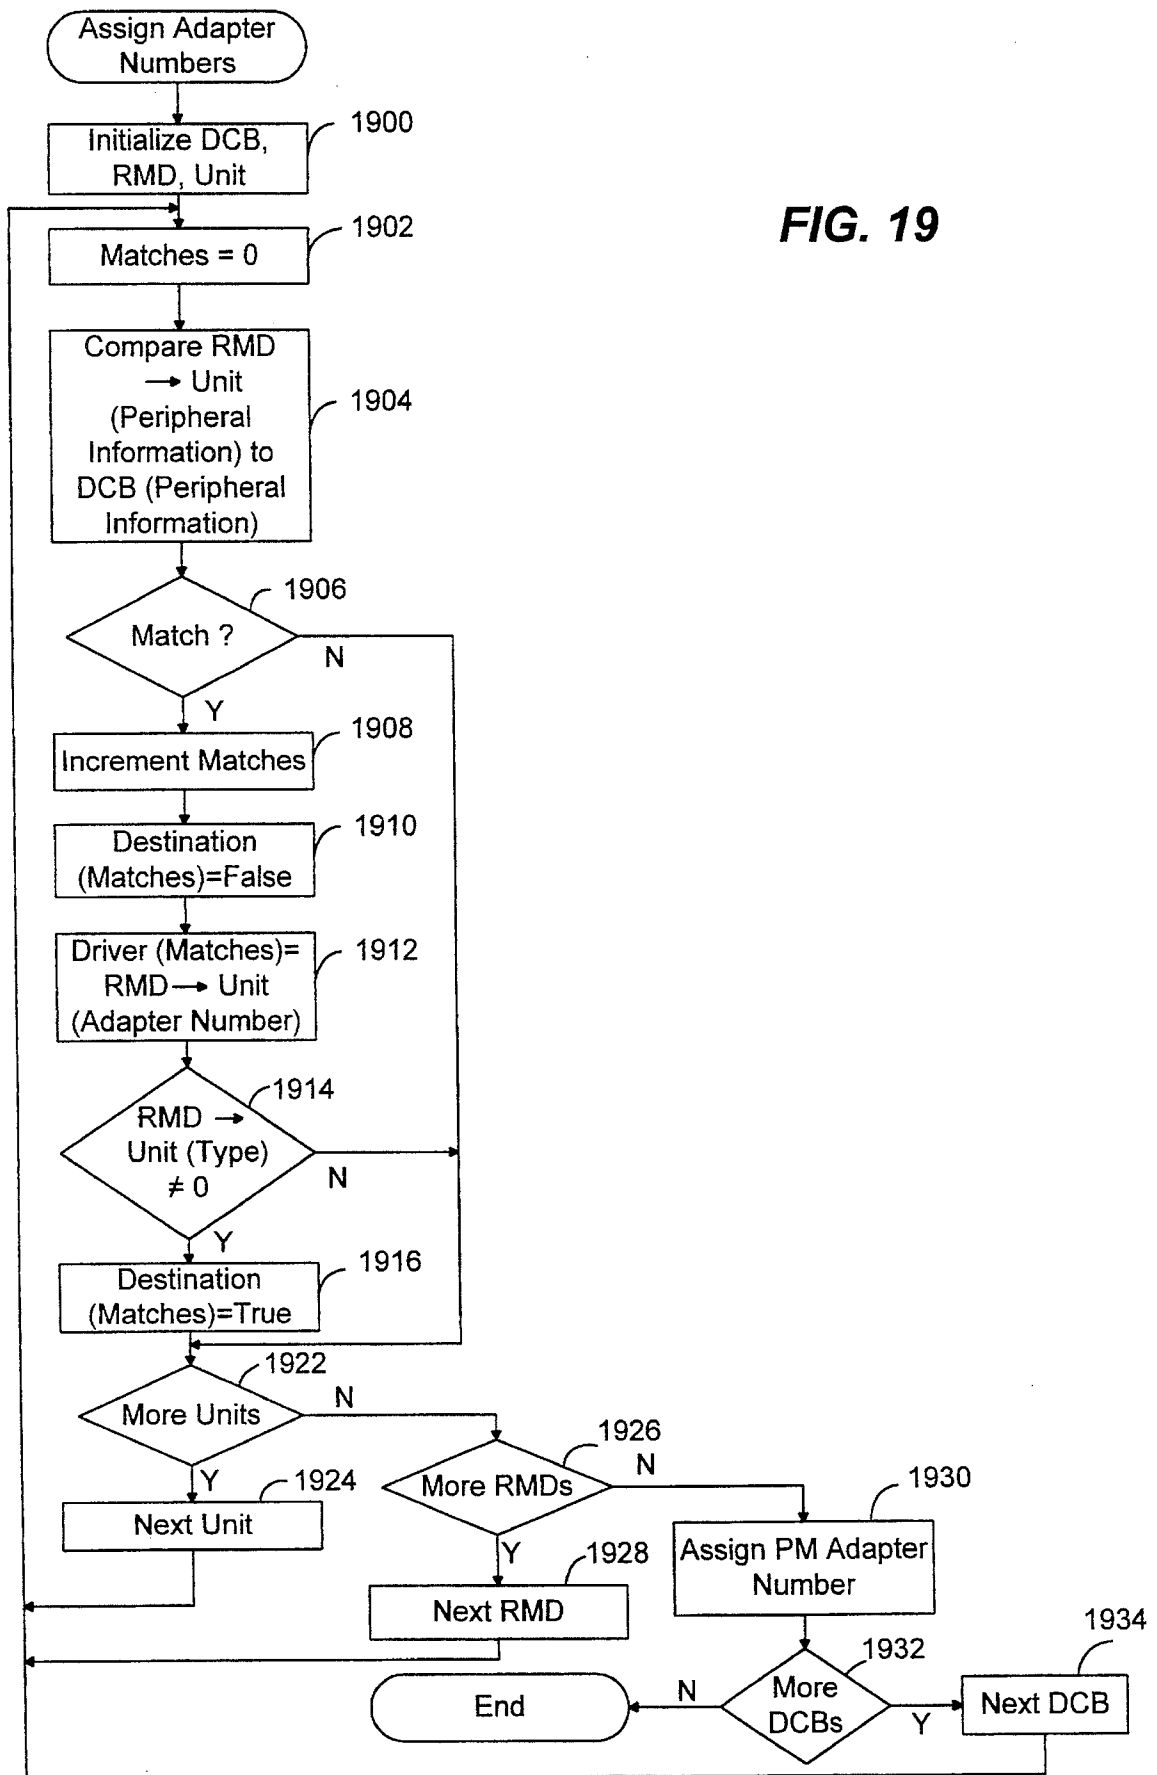 Assign Adapter
Numbers
1900
Initialize DCB,
RMD, Unit
FIG. 19
1902
Matches = 0
1904
Compare RMD
→ Unit
(Peripheral
Information) to
DCB (Peripheral
Information)
1906
Match ?
N
Y
1908
Increment Matches
1910
Destination
(Matches)=False
1912
Driver (Matches)=
RMD → Unit
(Adapter Number)
1914
RMD →
Unit (Type)
≠ 0
N
Y
1916
Destination
(Matches)=True
1922
More Units
N
Y
1924
Next Unit
1926
More RMDs
N
Y
1928
Next RMD
1930
Assign PM Adapter
Number
1932
More
DCBs
N
Y
1934
Next DCB
End